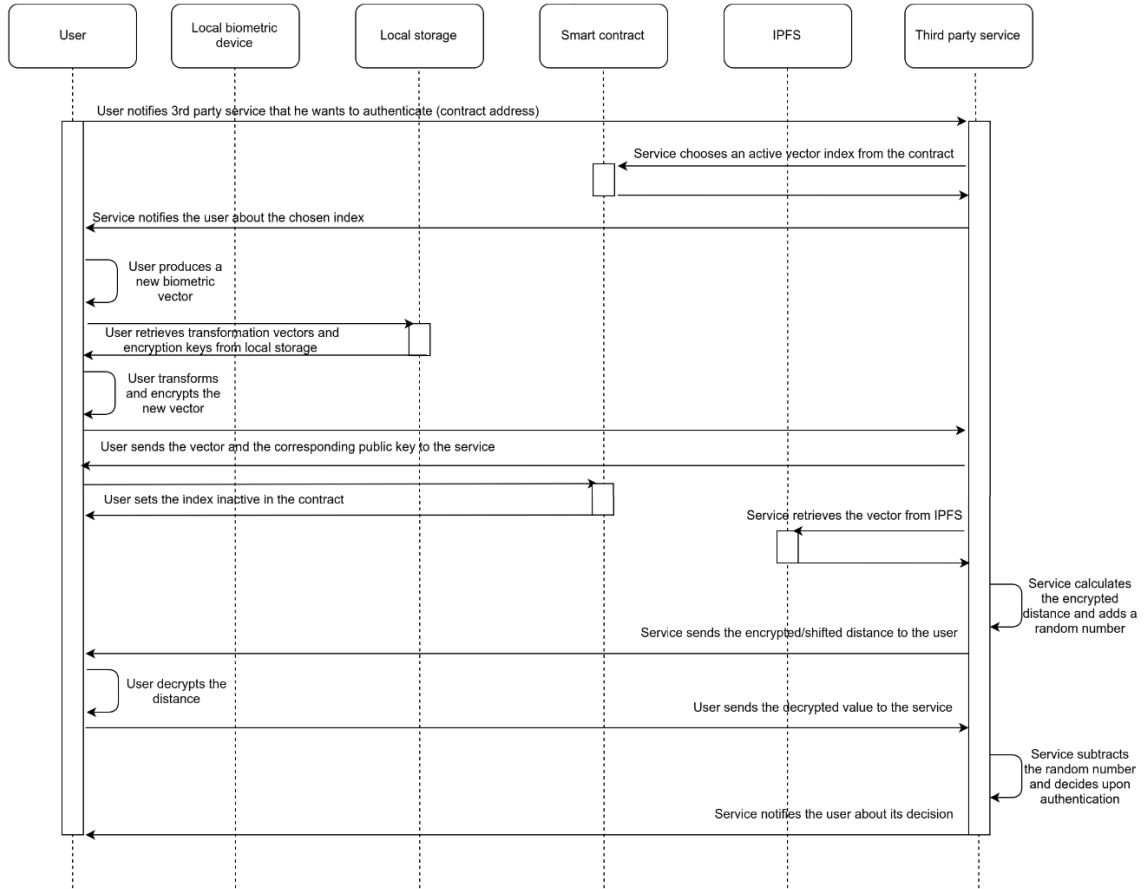 User
Local biometric
device
Local storage
Smart contract
IPFS
Third party service
User notifies 3rd party service that he wants to authenticate (contract address)
Service chooses an active vector index from the contract
Service notifies the user about the chosen index
User produces a
new biometric
vector
User retrieves transformation vectors and
encryption keys from local storage
User transforms
and encrypts the
new vector
User sends the vector and the corresponding public key to the service
User sets the index inactive in the contract
Service retrieves the vector from IPFS
Service calculates
the encrypted
distance and adds a
random number
Service sends the encrypted/shifted distance to the user
User decrypts the
distance
User sends the decrypted value to the service
Service subtracts
the random number
and decides upon
authentication
Service notifies the user about its decision